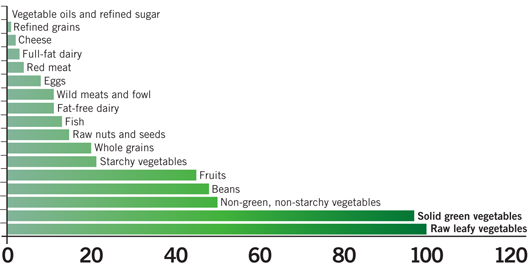 Vegetable oils and refined sugar
Refined grains
Cheese
Full-fat dairy
Red meat
Eggs
Wild meats and fowl
Fat-free dairy
Fish
Raw nuts and seeds
Whole grains
Starchy vegetables
Fruits
Beans
Non-green, non-starchy vegetables
Solid green vegetables
Raw leafy vegetables
0 20 40 60 80 100 120